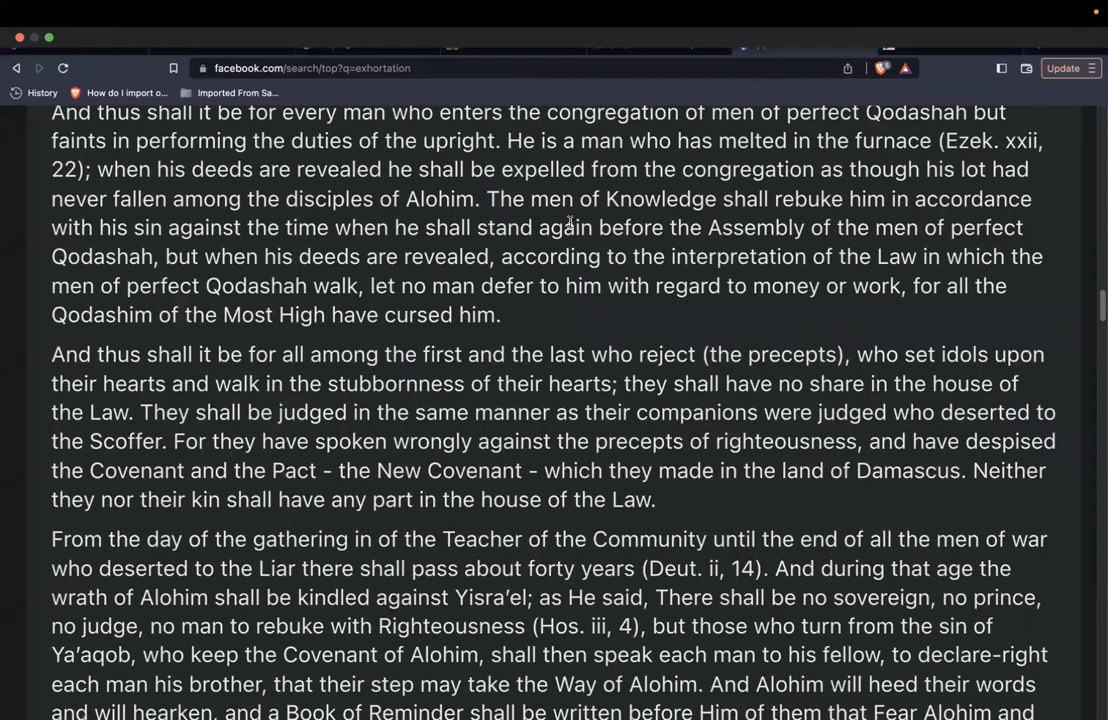 facebook.com/search/top?q=exhortation
Update
History
How do I import o...
Imported From Sa...
And thus shall it be for every man who enters the congregation of men of perfect Qodashah but
faints in performing the duties of the upright. He is a man who has melted in the furnace (Ezek. xxii,
22); when his deeds are revealed he shall be expelled from the congregation as though his lot had
never fallen among the disciples of Alohim. The men of Knowledge shall rebuke him in accordance
with his sin against the time when he shall stand again before the Assembly of the men of perfect
Qodashah, but when his deeds are revealed, according to the interpretation of the Law in which the
men of perfect Qodashah walk, let no man defer to him with regard to money or work, for all the
Qodashim of the Most High have cursed him.
And thus shall it be for all among the first and the last who reject (the precepts), who set idols upon
their hearts and walk in the stubbornness of their hearts; they shall have no share in the house of
the Law. They shall be judged in the same manner as their companions were judged who deserted to
the Scoffer. For they have spoken wrongly against the precepts of righteousness, and have despised
the Covenant and the Pact - the New Covenant - which they made in the land of Damascus. Neither
they nor their kin shall have any part in the house of the Law.
From the day of the gathering in of the Teacher of the Community until the end of all the men of war
who deserted to the Liar there shall pass about forty years (Deut. ii, 14). And during that age the
wrath of Alohim shall be kindled against Yisra'el; as He said, There shall be no sovereign, no prince,
no judge, no man to rebuke with Righteousness (Hos. iii, 4), but those who turn from the sin of
Ya'aqob, who keep the Covenant of Alohim, shall then speak each man to his fellow, to declare-right
each man his brother, that their step may take the Way of Alohim. And Alohim will heed their words
and will hearken, and a Book of Reminder shall be written before Him of them that Fear Alohim and